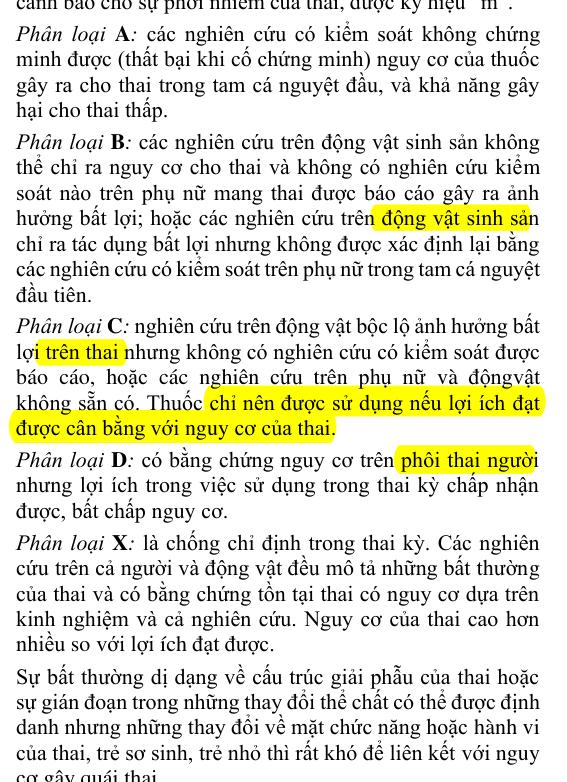 cảnh báo cho sự phơi nhiễm của thai, được ký hiệu "m".
Phân loại A: các nghiên cứu có kiểm soát không chứng
minh được (thất bại khi cố chứng minh) nguy cơ của thuốc
gây ra cho thai trong tam cá nguyệt đầu, và khả năng gây
hại cho thai thấp.
Phân loại B: các nghiên cứu trên động vật sinh sản không
thể chỉ ra nguy cơ cho thai và không có nghiên cứu kiểm
soát nào trên phụ nữ mang thai được báo cáo gây ra ảnh
hưởng bất lợi; hoặc các nghiên cứu trên động vật sinh sản
chỉ ra tác dụng bất lợi nhưng không được xác định lại bằng
các nghiên cứu có kiểm soát trên phụ nữ trong tam cá nguyệt
đầu tiên.
Phân loại C: nghiên cứu trên động vật bộc lộ ảnh hưởng bất
lợi trên thai nhưng không có nghiên cứu có kiểm soát được
báo cáo, hoặc các nghiên cứu trên phụ nữ và độngvật
không sẵn có. Thuốc chỉ nên được sử dụng nếu lợi ích đạt
được cân bằng với nguy cơ của thai.
Phân loại D: có bằng chứng nguy cơ trên phôi thai người
nhưng lợi ích trong việc sử dụng trong thai kỳ chấp nhận
được, bất chấp nguy cơ.
Phân loại X: là chống chỉ định trong thai kỳ. Các nghiên
cứu trên cả người và động vật đều mô tả những bất thường
của thai và có bằng chứng tồn tại thai có nguy cơ dựa trên
kinh nghiệm và cả nghiên cứu. Nguy cơ của thai cao hơn
nhiều so với lợi ích đạt được.
Sự bất thường dị dạng về cấu trúc giải phẫu của thai hoặc
sự gián đoạn trong những thay đổi thể chất có thể được định
danh nhưng những thay đổi về mặt chức năng hoặc hành vi
của thai, trẻ sơ sinh, trẻ nhỏ thì rất khó để liên kết với nguy
cơ gây quái thai